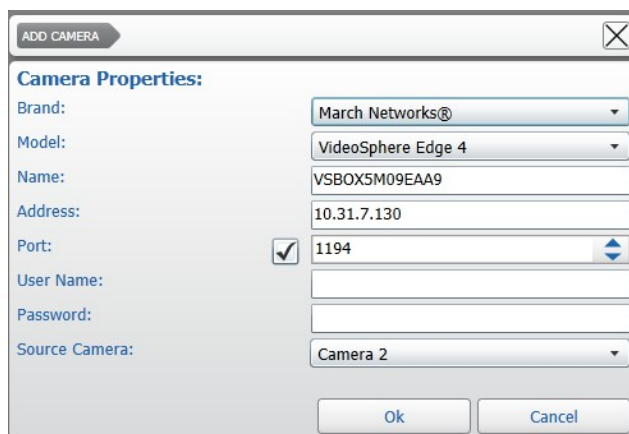 ADD CAMERA
Camera Properties:
Brand: March Networks®
Model: VideoSphere Edge 4
Name: VSBOX5M09EAA9
Address: 10.31.7.130
Port: 1194
User Name:
Password:
Source Camera: Camera 2
Ok Cancel